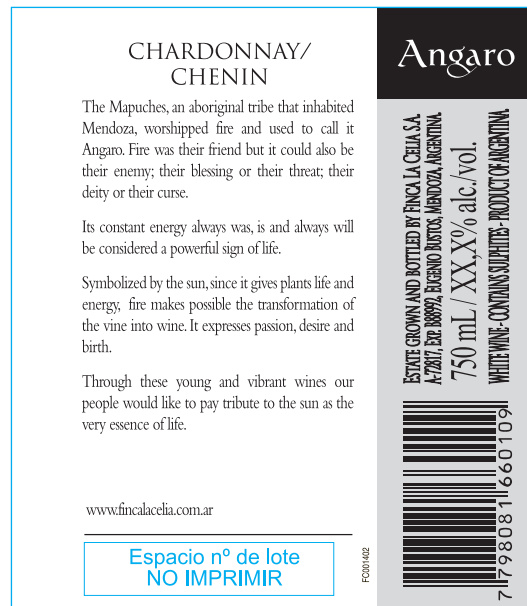 CHARDONNAY/
CHENIN
The Mapuches, an aboriginal tribe that inhabited
Mendoza, worshipped fire and used to call it
Angaro. Fire was their friend but it could also be
their enemy; their blessing or their threat; their
deity or their curse.
Its constant energy always was, is and always will
be considered a powerful sign of life.
Symbolized by the sun, since it gives plants life and
energy, fire makes possible the transformation of
the vine into wine. It expresses passion, desire and
birth.
Through these young and vibrant wines our
people would like to pay tribute to the sun as the
very essence of life.
www.fincalacelia.com.ar
Espacio nº de lote
NO IMPRIMIR
FC001402
Angaro
ESTATE GROWN AND BOTTLED BY FINCA LA CELIA S.A.
A-72817, EXP. B88992, EUGENIO BUSTOS, MENDOZA, ARGENTINA
750 mL / XX,X% alc./vol.
WHITE WINE - CONTAINS SULPHITES - PRODUCT OF ARGENTINA
7 798081 660109